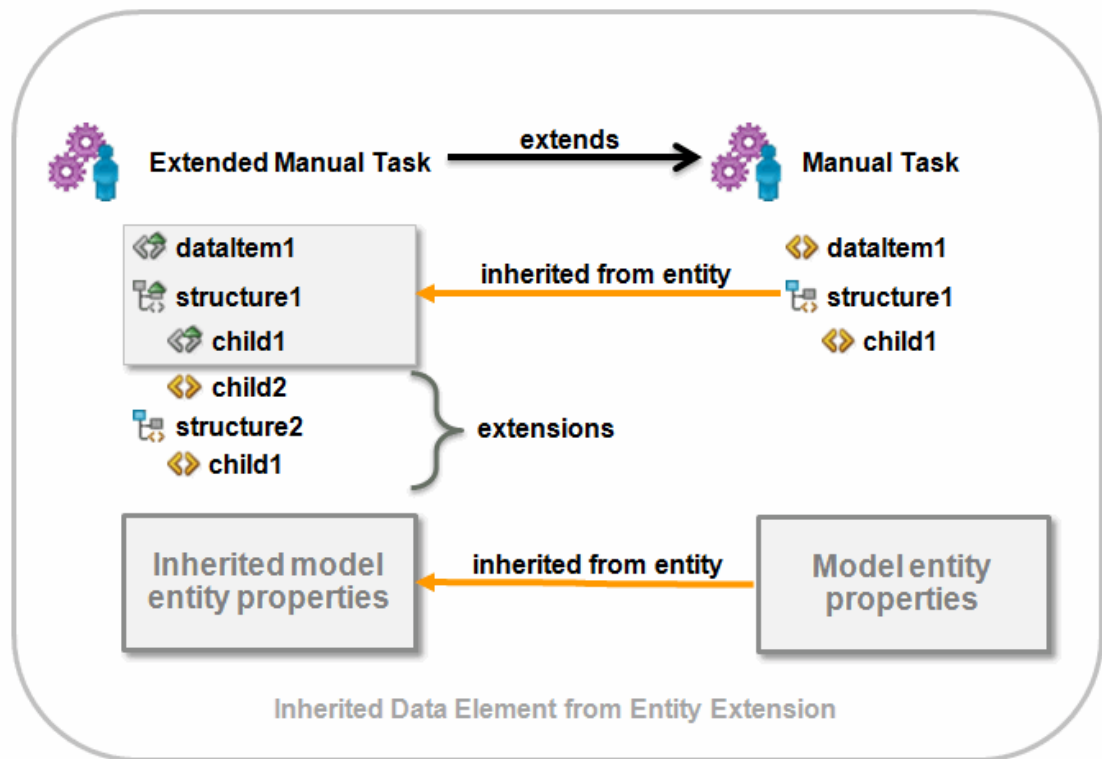 extends
Extended Manual Task
Manual Task
dataItem1
structure1
child1
inherited from entity
dataItem1
structure1
child1
child2
structure2
child1
extensions
Inherited model
entity properties
inherited from entity
Model entity
properties
Inherited Data Element from Entity Extension